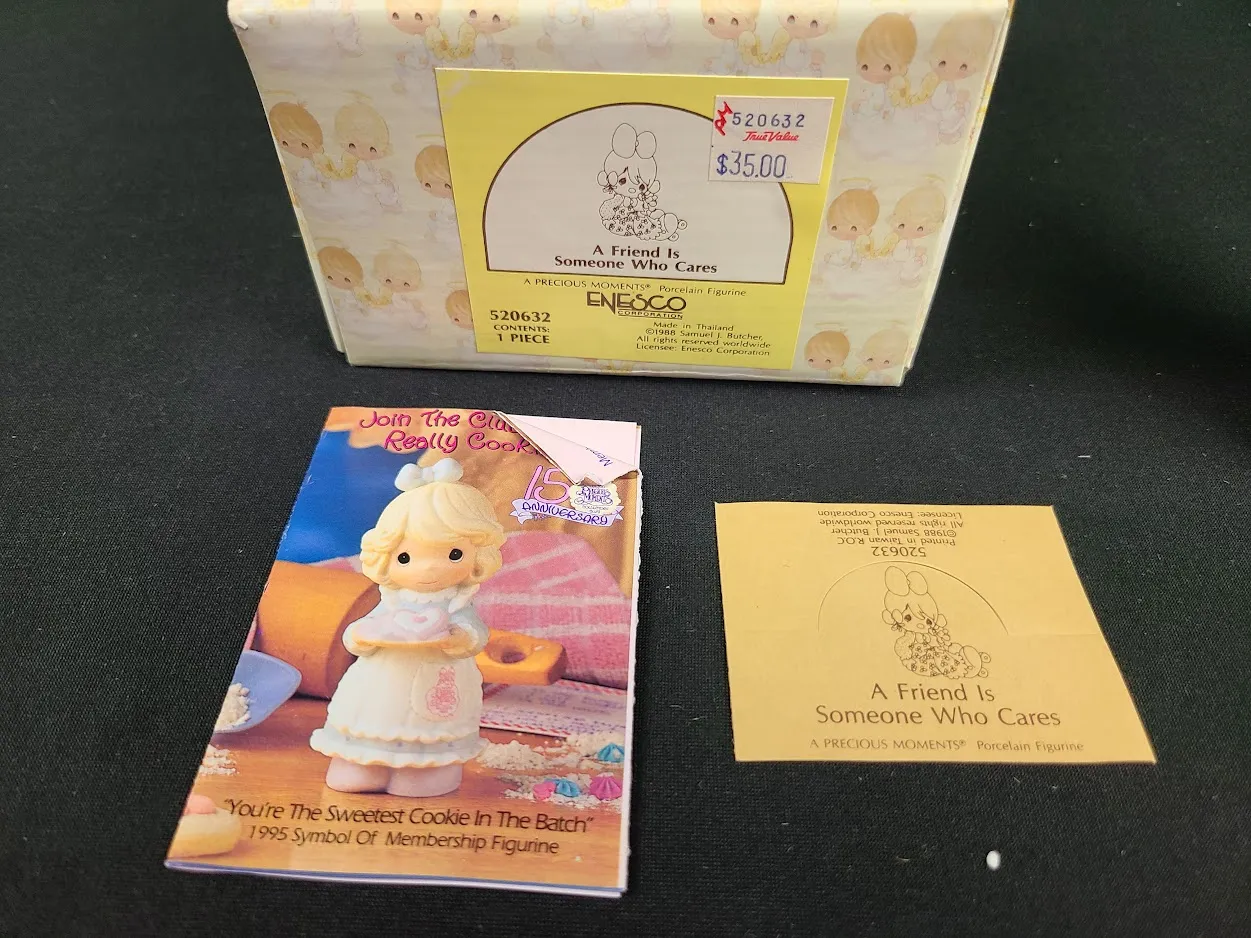 520632
True Value
$35.00
A Friend Is
Someone Who Cares
A PRECIOUS MOMENTS® Porcelain Figurine
ENESCO
CORPORATION
520632
CONTENTS:
1 PIECE
Made in Thailand
©1988 Samuel J. Butcher,
All rights reserved worldwide
Licensee: Enesco Corporation
Join The Clu
Really Cook
15
ANNIVERSARY
"You're The Sweetest Cookie In The Batch"
1995 Symbol Of Membership Figurine
520632
Printed in Taiwan R.O.C
©1988 Samuel J. Butcher
All rights reserved worldwide
Licensee: Enesco Corporation
A Friend Is
Someone Who Cares
A PRECIOUS MOMENTS® Porcelain Figurine